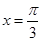 x = π/3